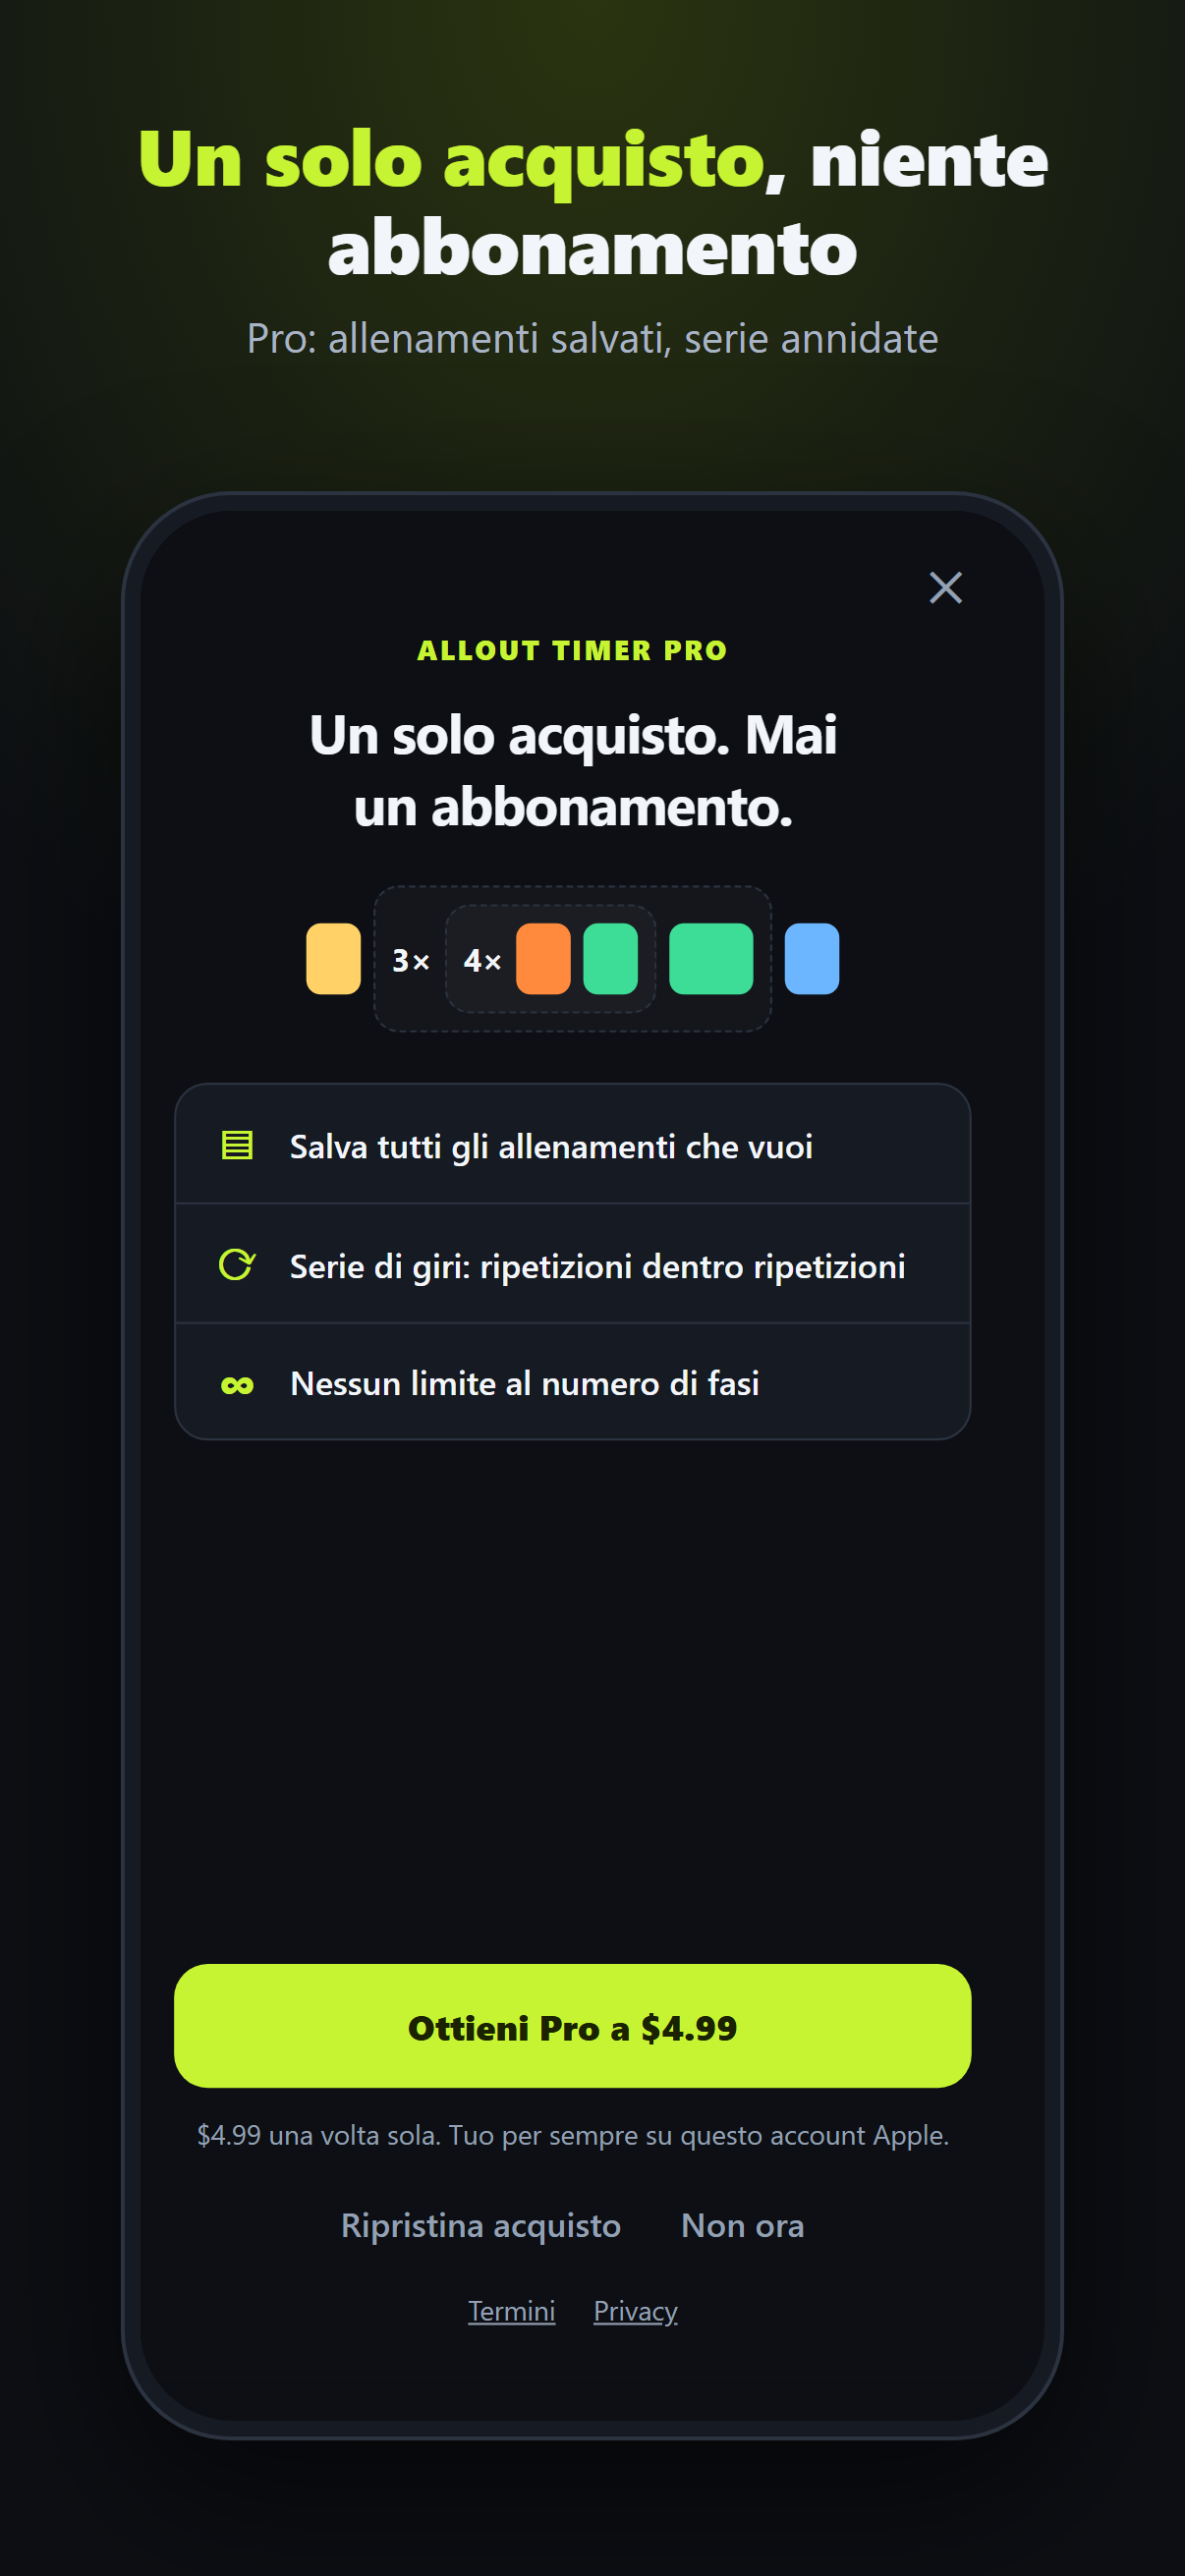 Un solo acquisto, niente
abbonamento
Pro: allenamenti salvati, serie annidate
ALLOUT TIMER PRO
Un solo acquisto. Mai
un abbonamento.
3× 4×
Salva tutti gli allenamenti che vuoi
Serie di giri: ripetizioni dentro ripetizioni
Nessun limite al numero di fasi
Ottieni Pro a $4.99
$4.99 una volta sola. Tuo per sempre su questo account Apple.
Ripristina acquisto Non ora
Termini Privacy